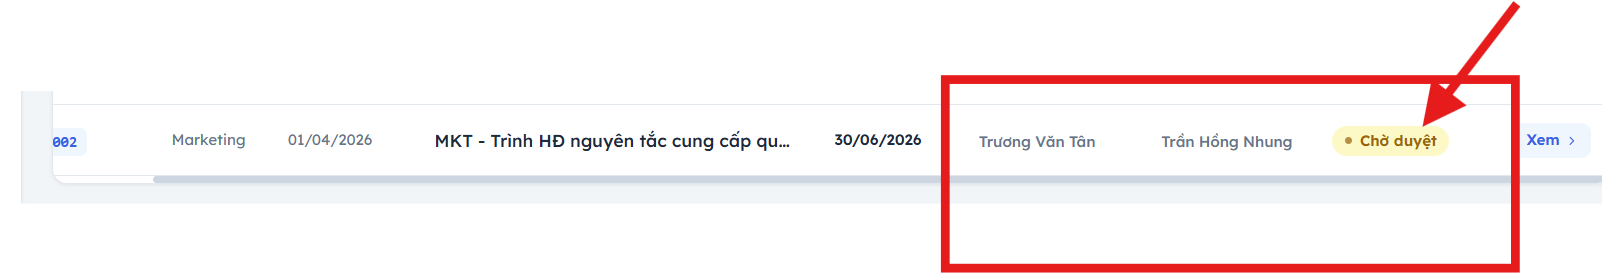 002 Marketing 01/04/2026 MKT - Trình HĐ nguyên tắc cung cấp qu... 30/06/2026 Trương Văn Tân Trần Hồng Nhung Chờ duyệt Xem >